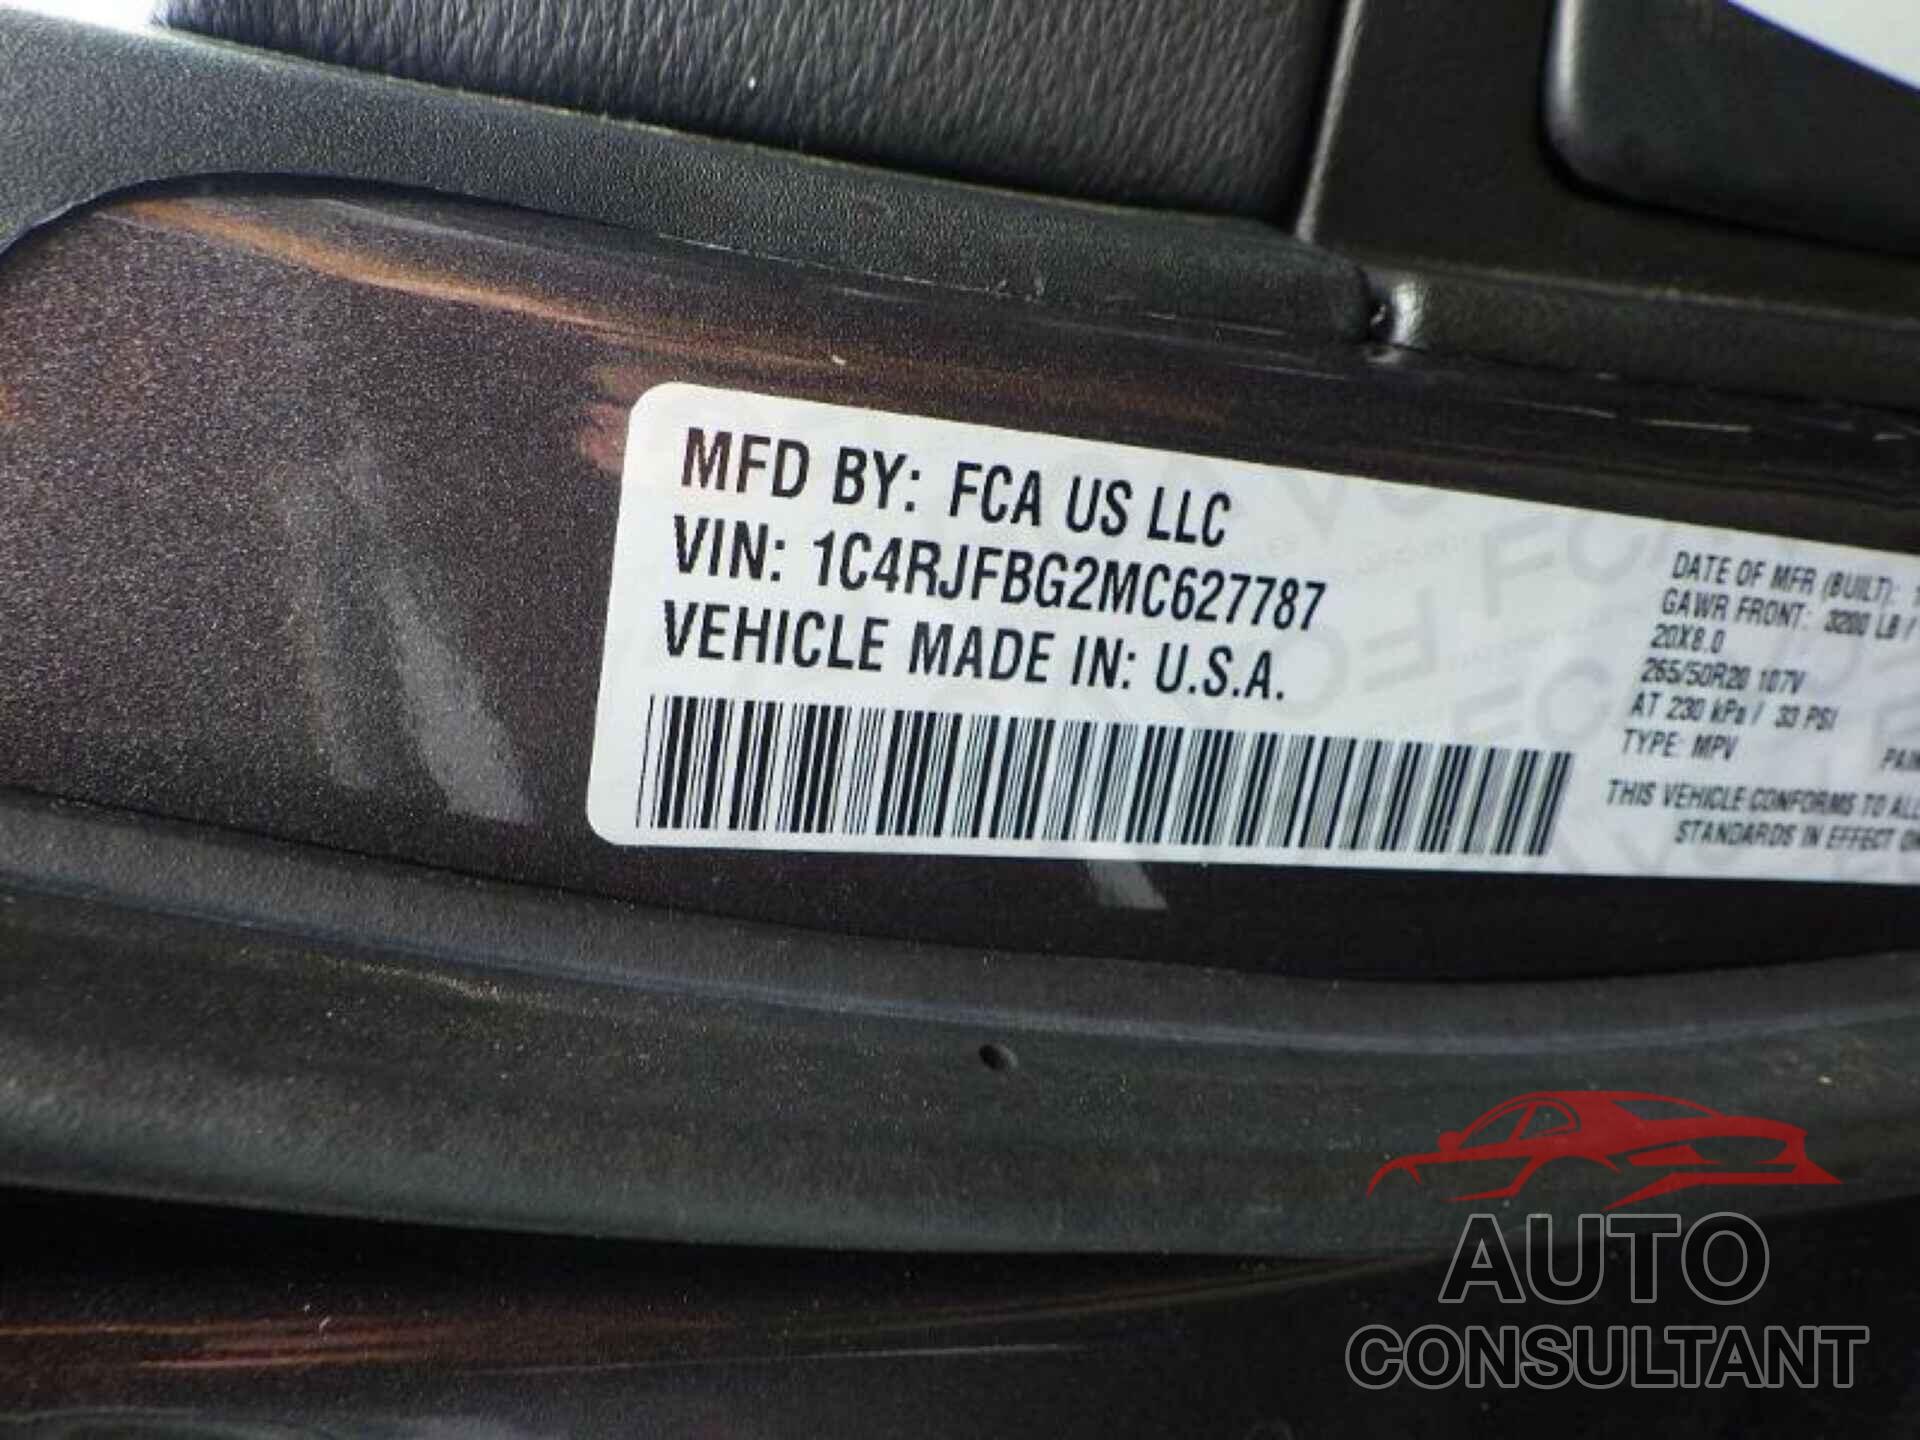 MFD BY: FCA US LLC
VIN: 1C4RJFBG2MC627787
VEHICLE MADE IN: U.S.A.
DATE OF MFR (BUILT): 1
GAWR FRONT: 3200 LB /
20X8.0
265/50R20 107V
AT 230 kPa / 33 PSI
TYPE: MPV PAIN
THIS VEHICLE CONFORMS TO ALL
STANDARDS IN EFFECT ON
AUTO
CONSULTANT